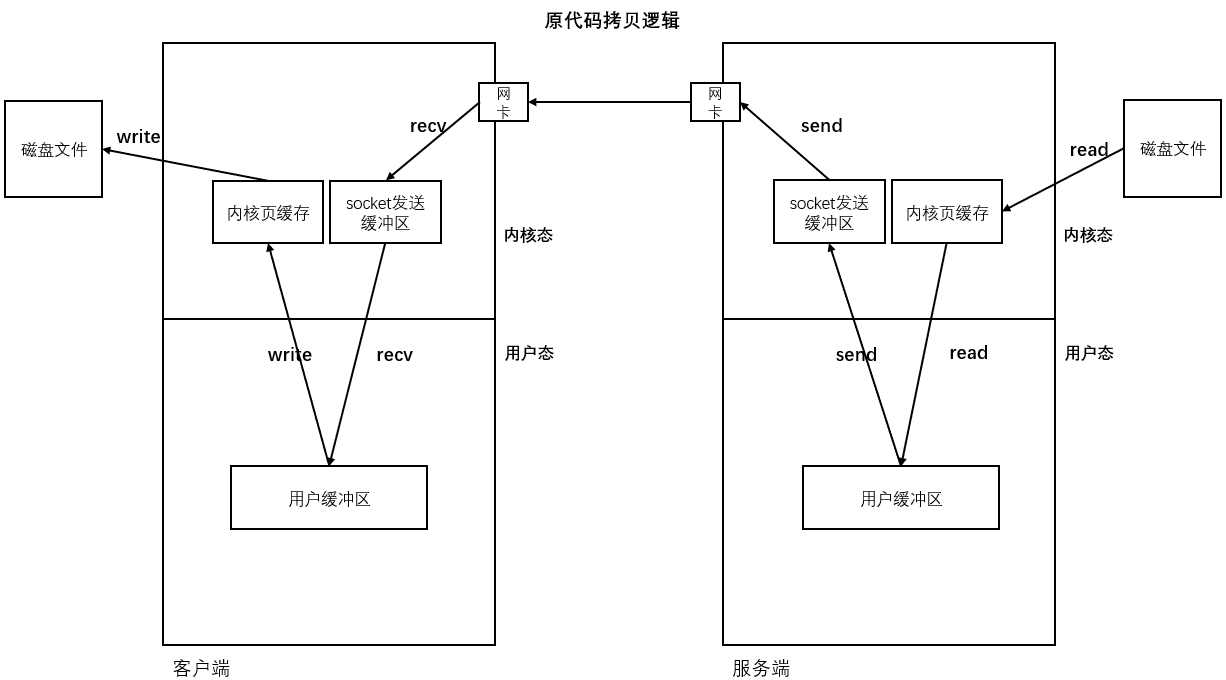 原代码拷贝逻辑
网
卡
网
卡
磁盘文件
write
recv
send
read
磁盘文件
内核页缓存
socket发送
缓冲区
内核态
socket发送
缓冲区
内核页缓存
内核态
write
recv
用户态
send
read
用户态
用户缓冲区
用户缓冲区
客户端
服务端